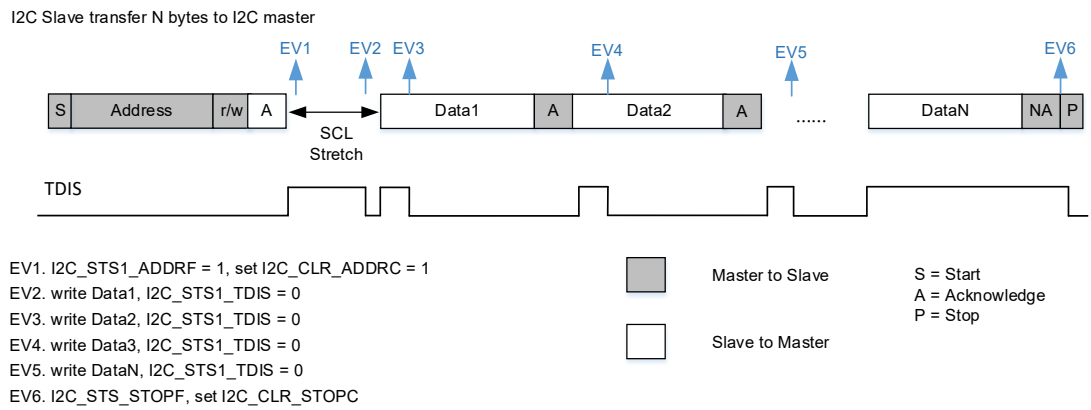 I2C Slave transfer N bytes to I2C master
EV1 EV2 EV3 EV4 EV5 EV6
S Address r/w A Data1 A Data2 A ...... DataN NA P
SCL
Stretch
TDIS
EV1. I2C_STS1_ADDRF = 1, set I2C_CLR_ADDRC = 1
EV2. write Data1, I2C_STS1_TDIS = 0
EV3. write Data2, I2C_STS1_TDIS = 0
EV4. write Data3, I2C_STS1_TDIS = 0
EV5. write DataN, I2C_STS1_TDIS = 0
EV6. I2C_STS_STOPF, set I2C_CLR_STOPC
Master to Slave
Slave to Master
S = Start
A = Acknowledge
P = Stop